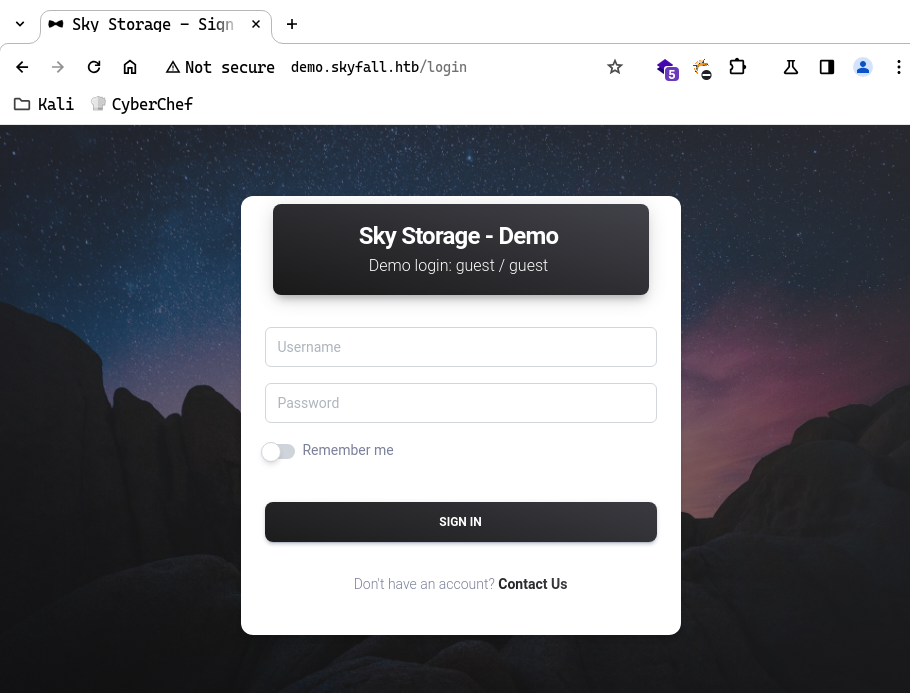 Sky Storage – Sign
Not secure demo.skyfall.htb/login
5
Kali CyberChef
Sky Storage - Demo
Demo login: guest / guest
Username
Password
Remember me
SIGN IN
Don't have an account? Contact Us